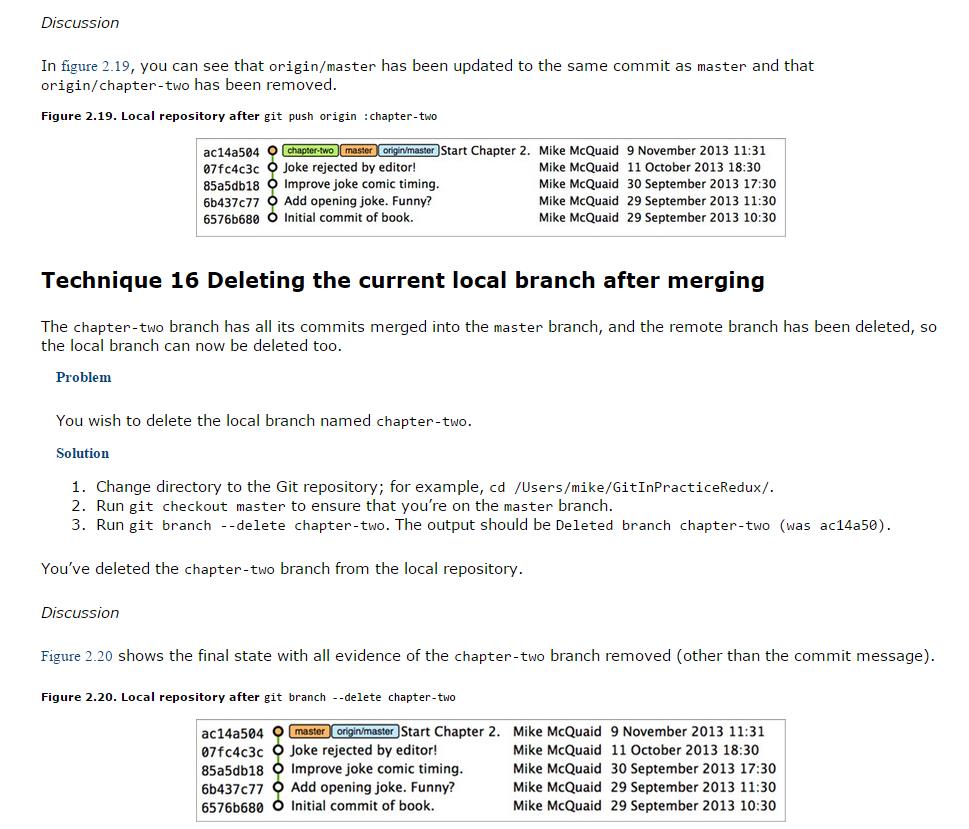 Discussion
In figure 2.19, you can see that origin/master has been updated to the same commit as master and that
origin/chapter-two has been removed.
Figure 2.19. Local repository after git push origin :chapter-two
ac14a504 chapter-two master origin/master Start Chapter 2. Mike McQuaid 9 November 2013 11:31
07fc4c3c Joke rejected by editor! Mike McQuaid 11 October 2013 18:30
85a5db18 Improve joke comic timing. Mike McQuaid 30 September 2013 17:30
6b437c77 Add opening joke. Funny? Mike McQuaid 29 September 2013 11:30
6576b680 Initial commit of book. Mike McQuaid 29 September 2013 10:30
Technique 16 Deleting the current local branch after merging
The chapter-two branch has all its commits merged into the master branch, and the remote branch has been deleted, so
the local branch can now be deleted too.
Problem
You wish to delete the local branch named chapter-two.
Solution
1. Change directory to the Git repository; for example, cd /Users/mike/GitInPracticeRedux/.
2. Run git checkout master to ensure that you're on the master branch.
3. Run git branch --delete chapter-two. The output should be Deleted branch chapter-two (was ac14a50).
You've deleted the chapter-two branch from the local repository.
Discussion
Figure 2.20 shows the final state with all evidence of the chapter-two branch removed (other than the commit message).
Figure 2.20. Local repository after git branch --delete chapter-two
ac14a504 master origin/master Start Chapter 2. Mike McQuaid 9 November 2013 11:31
07fc4c3c Joke rejected by editor! Mike McQuaid 11 October 2013 18:30
85a5db18 Improve joke comic timing. Mike McQuaid 30 September 2013 17:30
6b437c77 Add opening joke. Funny? Mike McQuaid 29 September 2013 11:30
6576b680 Initial commit of book. Mike McQuaid 29 September 2013 10:30